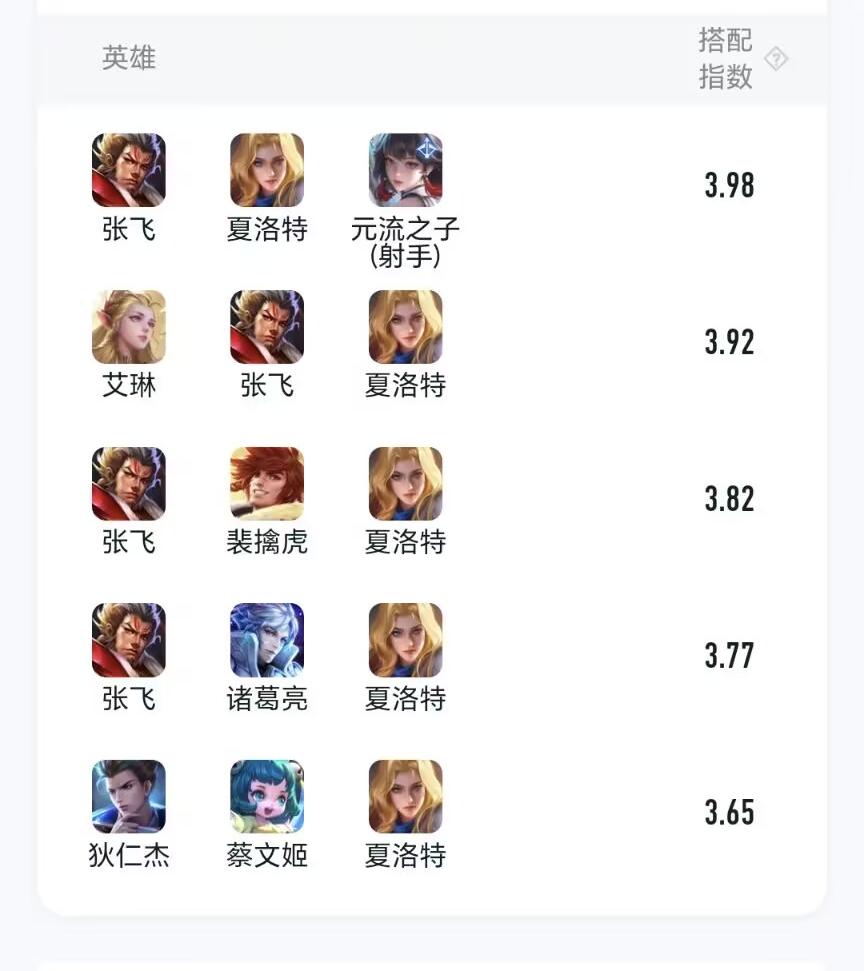 英雄
搭配
指数
?
张飞
夏洛特
元流之子
(射手)
3.98
艾琳
张飞
夏洛特
3.92
张飞
裴擒虎
夏洛特
3.82
张飞
诸葛亮
夏洛特
3.77
狄仁杰
蔡文姬
夏洛特
3.65